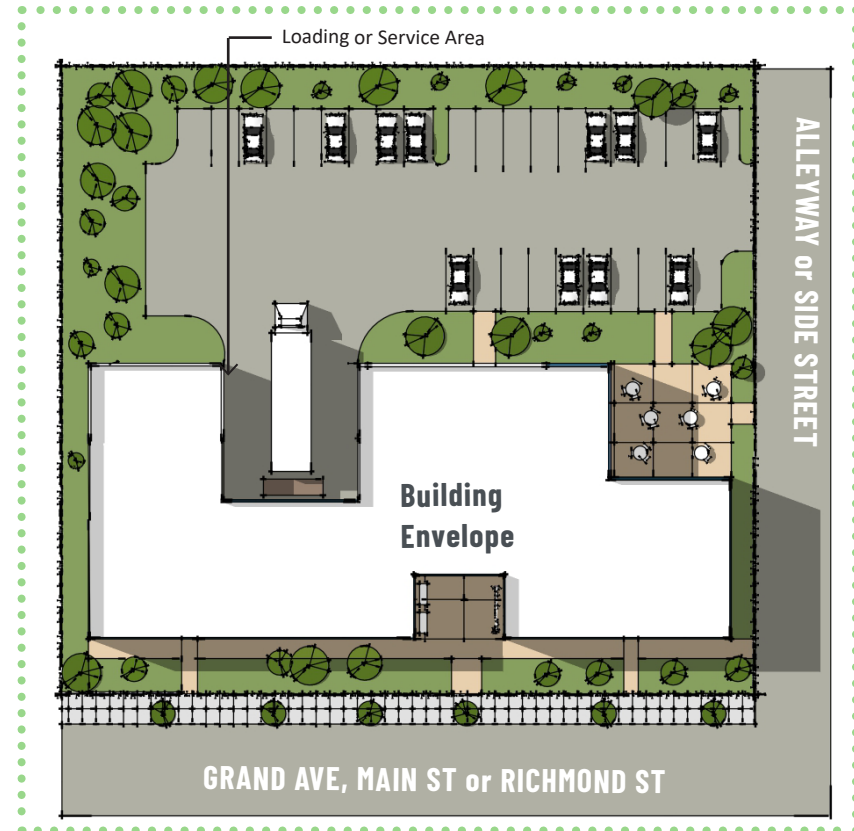 Loading or Service Area
ALLEYWAY or SIDE STREET
Building
Envelope
GRAND AVE, MAIN ST or RICHMOND ST